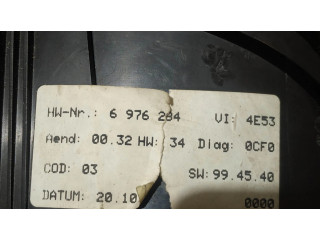 HW-Nr.: 6 976 284 VI: 4E53
Aend: 00.32 HW: 34 Diag: 0CF0
COD: 03 SW: 99.45.40
DATUM: 20.10 0000